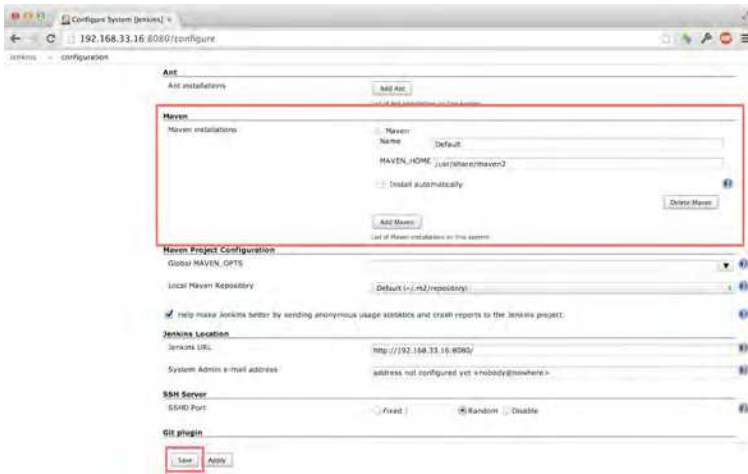 Configure System [Jenkins]
192.168.33.16:8080/configure
Jenkins
configuration
Ant
Ant installations
Add Ant
Maven
Maven installations
Maven
Name
Default
MAVEN_HOME
/usr/share/maven2
Install automatically
Delete Maven
Add Maven
List of Maven installations on this system
Maven Project Configuration
Global MAVEN_OPTS
Local Maven Repository
Default (~/.m2/repository)
Help make Jenkins better by sending anonymous usage statistics and crash reports to the Jenkins project.
Jenkins Location
Jenkins URL
http://192.168.33.16:8080/
System Admin e-mail address
address not configured yet <nobody@nowhere>
SSH Server
SSHD Port
Fixed :
Random
Disable
Git plugin
Save
Apply